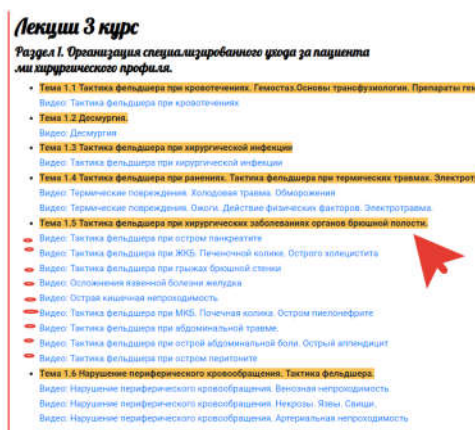 Лекции 3 курс
Раздел 1. Организация специализированного ухода за пациента
ми хирургического профиля.
Тема 1.1 Тактика фельдшера при кровотечениях. Гемостаз.Основы трансфузиологии. Препараты
Видео: Тактика фельдшера при кровотечениях
Тема 1.2 Десмургия.
Видео: Десмургия
Тема 1.3 Тактика фельдшера при хирургической инфекции
Видео: Тактика фельдшера при хирургической инфекции
Тема 1.4 Тактика фельдшера при ранениях. Тактика фельдшера при термических травмах.
Видео: Термические повреждения. Холодовая травма. Обморожения
Видео: Термические повреждения. Ожоги. Действие физических факторов. Электротравма.
Тема 1.5 Тактика фельдшера при хирургических заболеваниях органов брюшной полости.
Видео: Тактика фельдшера при остром панкреатите
Видео: Тактика фельдшера при ЖКБ. Печеночной колике. Острого холецистита
Видео: Тактика фельдшера при грыжах брюшной стенки
Видео: Осложнения язвенной болезни желудка
Видео: Острая кишечная непроходимость.
Видео: Тактика фельдшера при МКБ. Почечная колика. Остром пиелонефрите
Видео: Тактика фельдшера при абдоминальной травме.
Видео: Тактика фельдшера при острой абдоминальной боли. Острый аппендицит
Видео: Тактика фельдшера при остром перитоните
Тема 1.6 Нарушение периферического кровообращения. Тактика фельдшера.
Видео: Нарушение периферического кровообращения. Венозная непроходимость
Видео: Нарушение периферического кровообращения. Некрозы. Язвы. Свищи.
Видео: Нарушение периферического кровообращения. Артериальная непроходимость